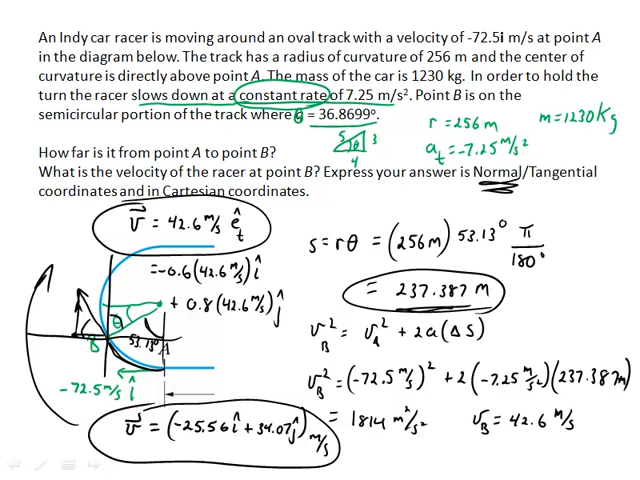 An Indy car racer is moving around an oval track with a velocity of -72.5i m/s at point A
in the diagram below. The track has a radius of curvature of 256 m and the center of
curvature is directly above point A. The mass of the car is 1230 kg. In order to hold the
turn the racer slows down at a constant rate of 7.25 m/s². Point B is on the
semicircular portion of the track where θ = 36.8699°.
r = 256 m
m = 1230 kg
a_t = -7.25 m/s²
5 θ 3
4
How far is it from point A to point B?
What is the velocity of the racer at point B? Express your answer is Normal/Tangential
coordinates and in Cartesian coordinates.
v⃗ = 42.6 m/s ê_t
= -0.6(42.6 m/s) î
+ 0.8(42.6 m/s) ĵ
θ
B 53.13° A
-72.5 m/s î
v⃗ = (-25.56 î + 34.07 ĵ) m/s
s = rθ = (256 m) 53.13° π/180°
= 237.387 m
v_B² = v_A² + 2a(Δs)
v_B² = (-72.5 m/s)² + 2(-7.25 m/s²)(237.387 m)
= 1814 m²/s² v_B = 42.6 m/s